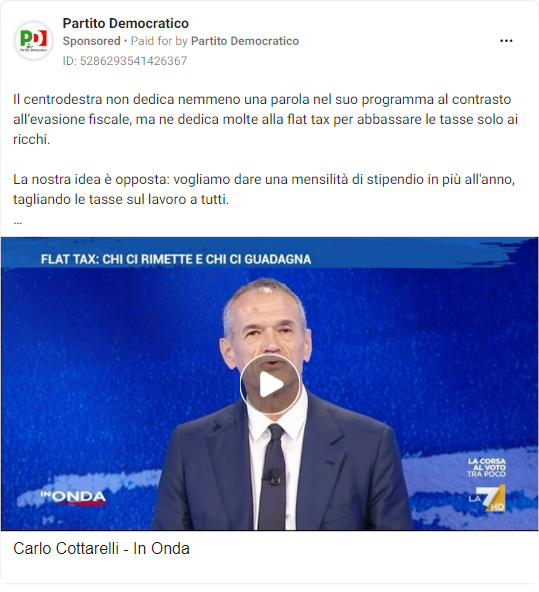 Partito Democratico
Sponsored • Paid for by Partito Democratico
ID: 5286293541426367
Il centrodestra non dedica nemmeno una parola nel suo programma al contrasto
all'evasione fiscale, ma ne dedica molte alla flat tax per abbassare le tasse solo ai
ricchi.
La nostra idea è opposta: vogliamo dare una mensilità di stipendio in più all'anno,
tagliando le tasse sul lavoro a tutti.
...
FLAT TAX: CHI CI RIMETTE E CHI CI GUADAGNA
LA CORSA
AL VOTO
TRA POCO
IN ONDA
LA 7 HD
Carlo Cottarelli - In Onda